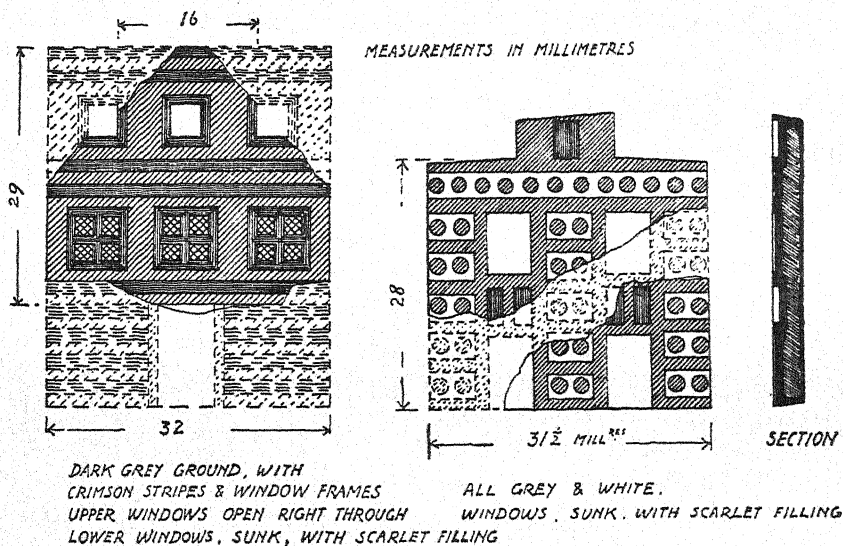 16
MEASUREMENTS IN MILLIMETRES
29
28
32
31½ MILLRES
SECTION
DARK GREY GROUND, WITH
CRIMSON STRIPES & WINDOW FRAMES
UPPER WINDOWS OPEN RIGHT THROUGH
LOWER WINDOWS, SUNK, WITH SCARLET FILLING
ALL GREY & WHITE.
WINDOWS, SUNK. WITH SCARLET FILLING